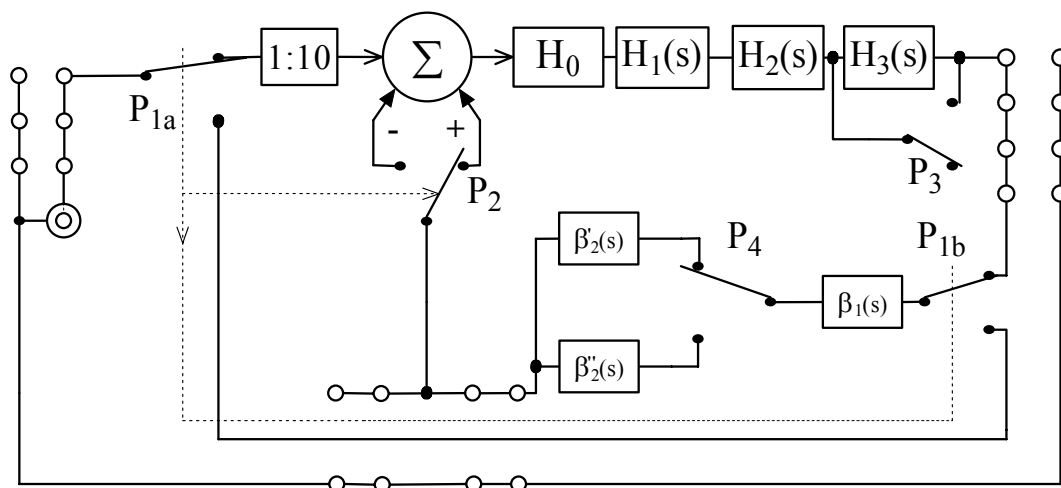 1:10
Σ
H₀
H₁(s)
H₂(s)
H₃(s)
P₁ₐ
-
+
P₂
P₃
β'₂(s)
P₄
P₁b
β₁(s)
β''₂(s)